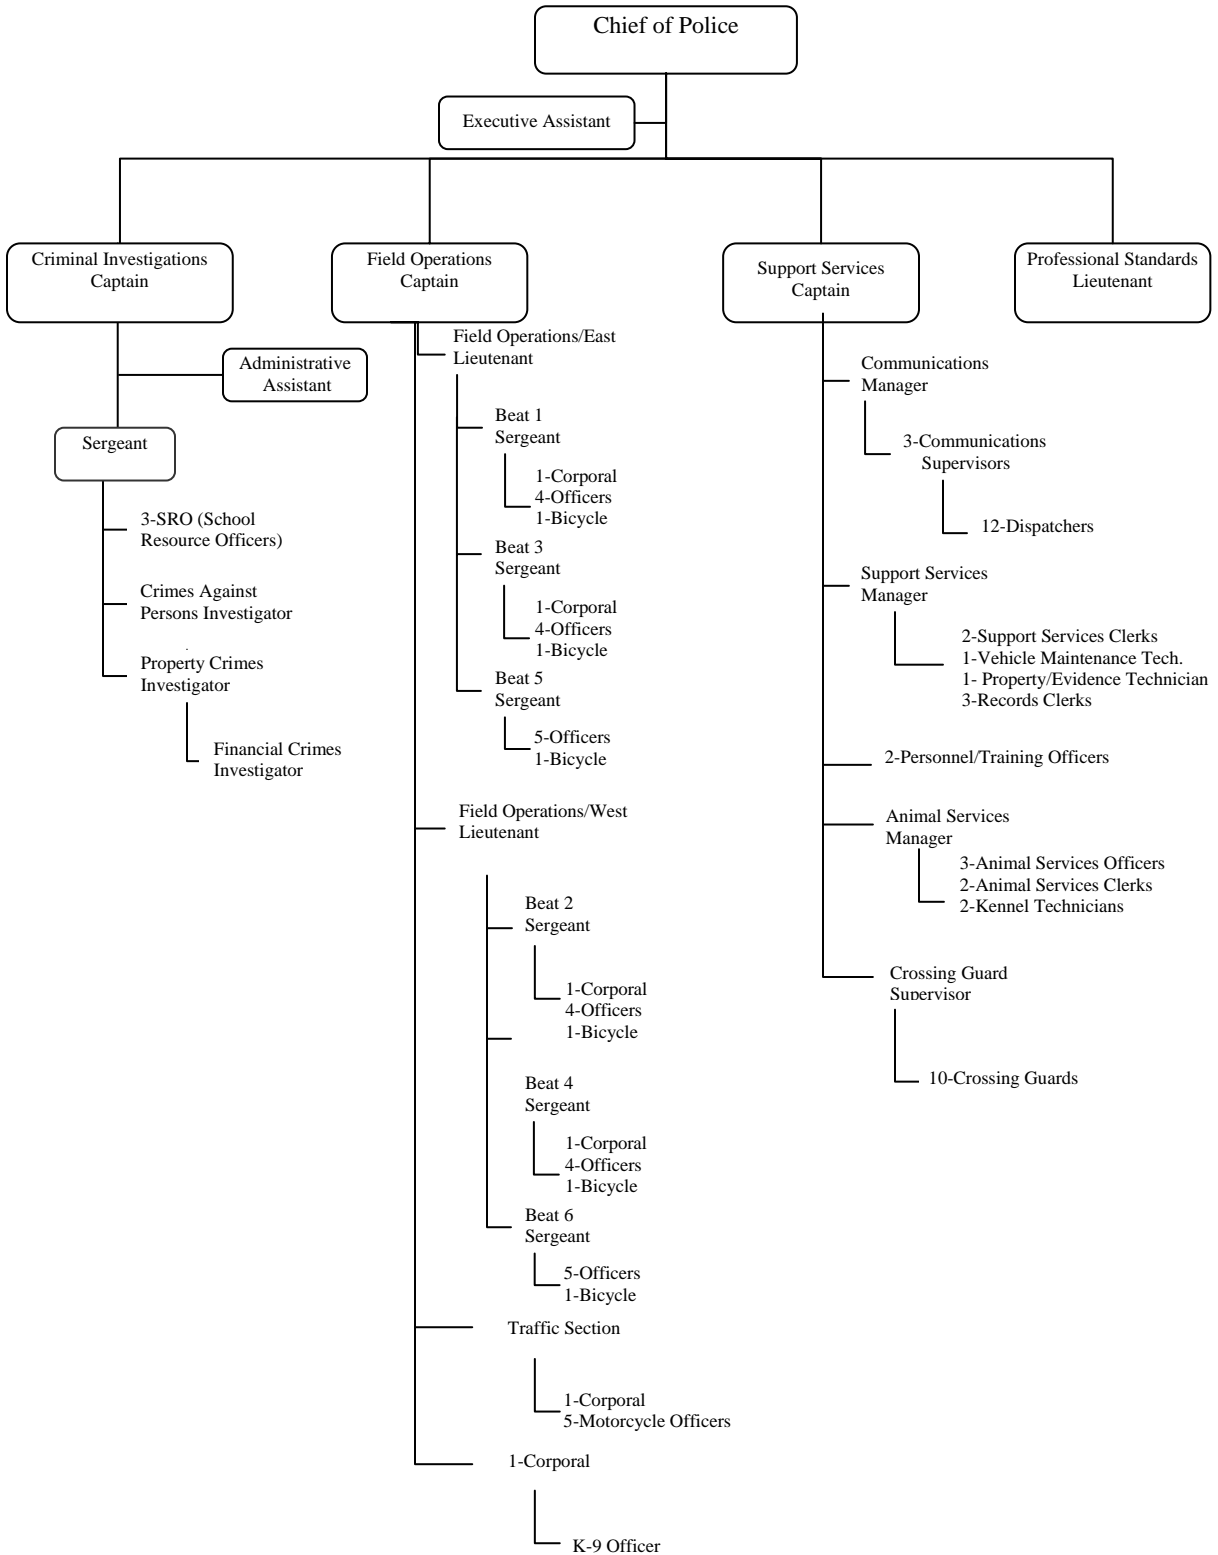 Chief of Police
Executive Assistant
Criminal Investigations
Captain
Administrative
Assistant
Sergeant
3-SRO (School
Resource Officers)
Crimes Against
Persons Investigator
Property Crimes
Investigator
Financial Crimes
Investigator
Field Operations
Captain
Field Operations/East
Lieutenant
Beat 1
Sergeant
1-Corporal
4-Officers
1-Bicycle
Beat 3
Sergeant
1-Corporal
4-Officers
1-Bicycle
Beat 5
Sergeant
5-Officers
1-Bicycle
Field Operations/West
Lieutenant
Beat 2
Sergeant
1-Corporal
4-Officers
1-Bicycle
Beat 4
Sergeant
1-Corporal
4-Officers
1-Bicycle
Beat 6
Sergeant
5-Officers
1-Bicycle
Traffic Section
1-Corporal
5-Motorcycle Officers
1-Corporal
K-9 Officer
Support Services
Captain
Communications
Manager
3-Communications
Supervisors
12-Dispatchers
Support Services
Manager
2-Support Services Clerks
1-Vehicle Maintenance Tech.
1- Property/Evidence Technician
3-Records Clerks
2-Personnel/Training Officers
Animal Services
Manager
3-Animal Services Officers
2-Animal Services Clerks
2-Kennel Technicians
Crossing Guard
Supervisor
10-Crossing Guards
Professional Standards
Lieutenant